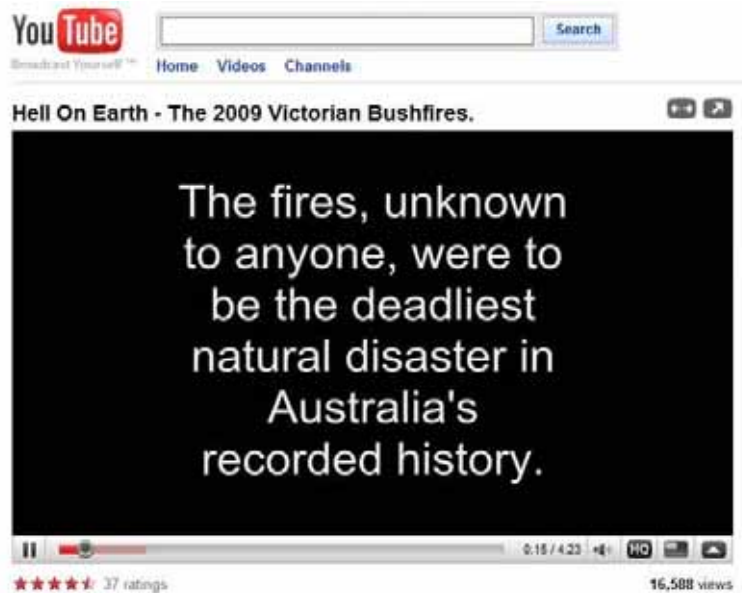 You Tube
Search
Broadcast Yourself ™
Home Videos Channels
Hell On Earth - The 2009 Victorian Bushfires.
The fires, unknown
to anyone, were to
be the deadliest
natural disaster in
Australia's
recorded history.
0:15 / 4:23 HQ
37 ratings
16,588 views